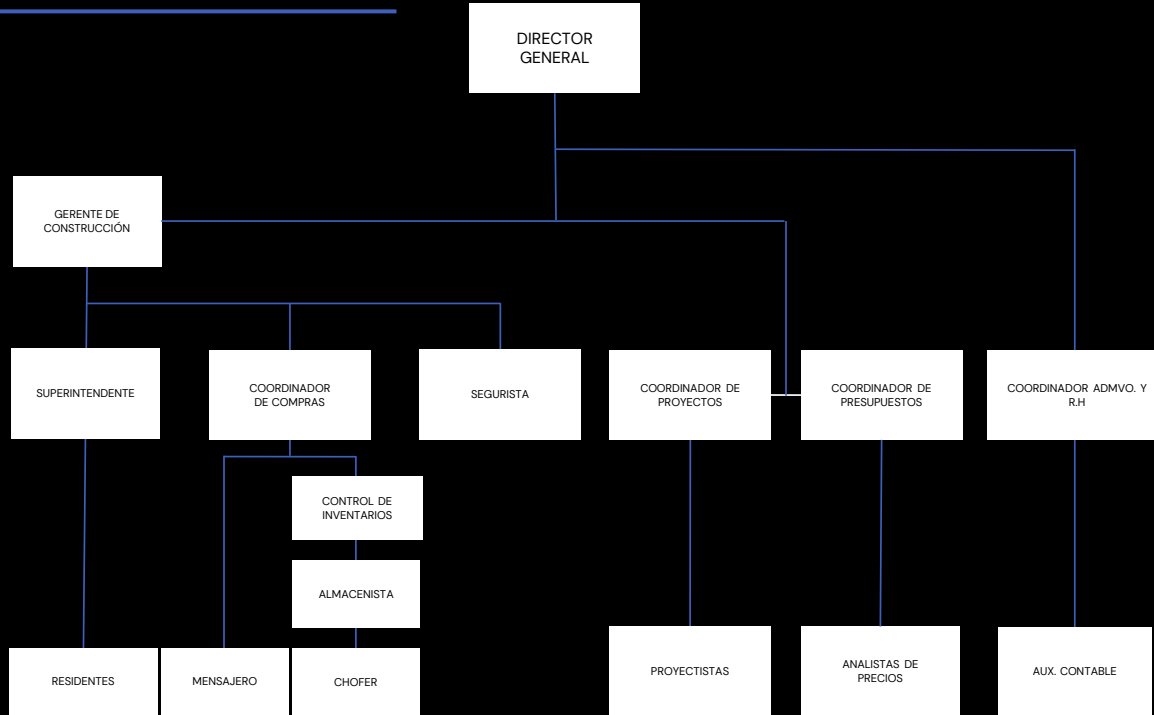 DIRECTOR
GENERAL
GERENTE DE
CONSTRUCCIÓN
SUPERINTENDENTE
COORDINADOR
DE COMPRAS
SEGURISTA
COORDINADOR DE
PROYECTOS
COORDINADOR DE
PRESUPUESTOS
COORDINADOR ADMVO. Y
R.H
CONTROL DE
INVENTARIOS
ALMACENISTA
RESIDENTES
MENSAJERO
CHOFER
PROYECTISTAS
ANALISTAS DE
PRECIOS
AUX. CONTABLE